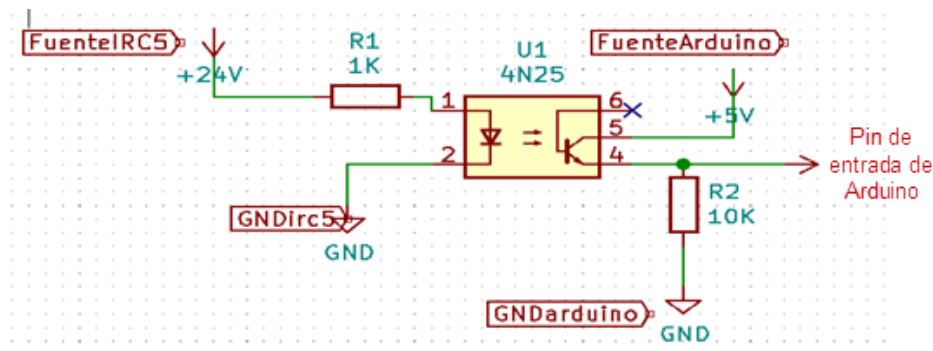 FuenteIRC5
+24V
R1
1K
U1
4N25
FuenteArduino
+5V
1
2
6
5
4
Pin de
entrada de
Arduino
R2
10K
GNDirc5
GND
GNDarduino
GND